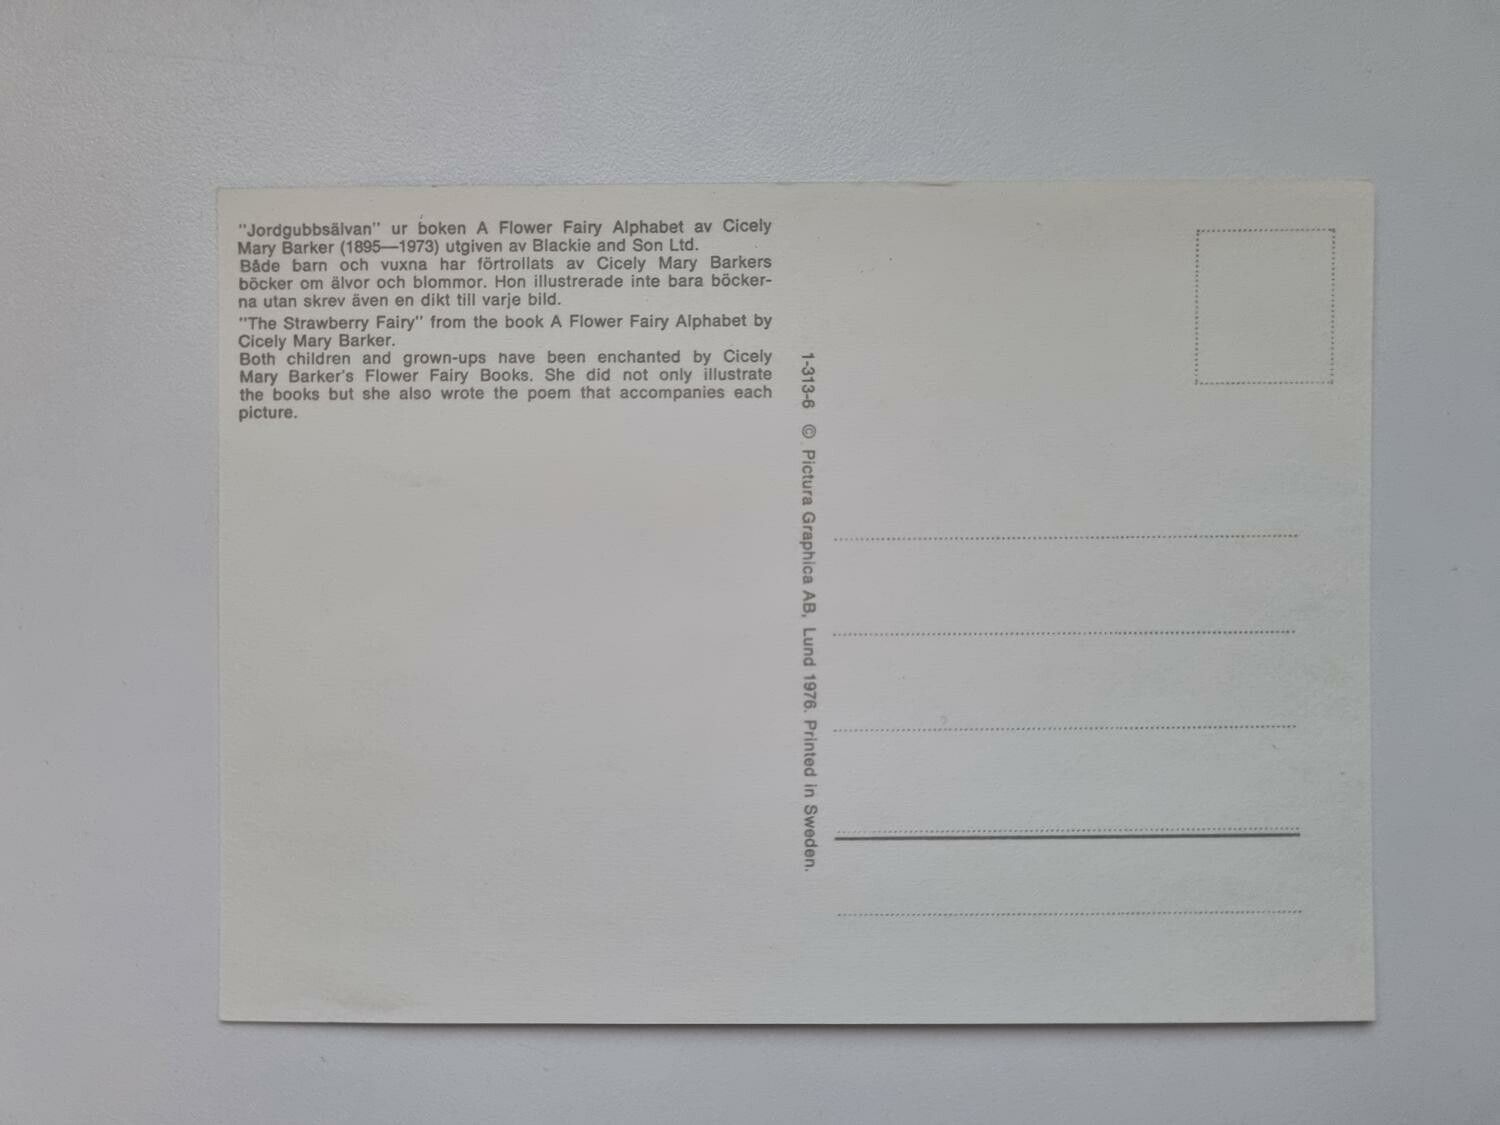 "Jordgubbsälvan" ur boken A Flower Fairy Alphabet av Cicely
Mary Barker (1895—1973) utgiven av Blackie and Son Ltd.
Både barn och vuxna har förtrollats av Cicely Mary Barkers
böcker om älvor och blommor. Hon illustrerade inte bara böcker-
na utan skrev även en dikt till varje bild.
"The Strawberry Fairy" from the book A Flower Fairy Alphabet by
Cicely Mary Barker.
Both children and grown-ups have been enchanted by Cicely
Mary Barker's Flower Fairy Books. She did not only illustrate
the books but she also wrote the poem that accompanies each
picture.
1-313-6 © Pictura Graphica AB, Lund 1976. Printed in Sweden.